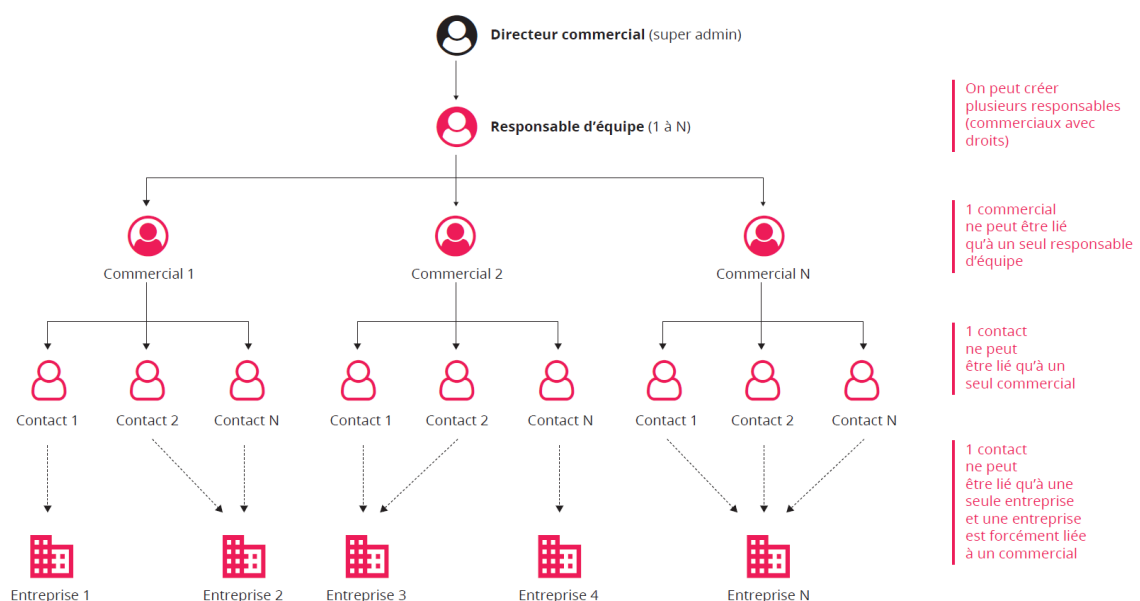 Directeur commercial (super admin)
Responsable d’équipe (1 à N)
On peut créer
plusieurs responsables
(commerciaux avec
droits)
Commercial 1
Commercial 2
Commercial N
1 commercial
ne peut être lié
qu’à un seul responsable
d’équipe
Contact 1
Contact 2
Contact N
Contact 1
Contact 2
Contact N
Contact 1
Contact 2
Contact N
1 contact
ne peut
être lié qu’à un
seul commercial
Entreprise 1
Entreprise 2
Entreprise 3
Entreprise 4
Entreprise N
1 contact
ne peut
être lié qu’à une
seule entreprise
et une entreprise
est forcément liée
à un commercial